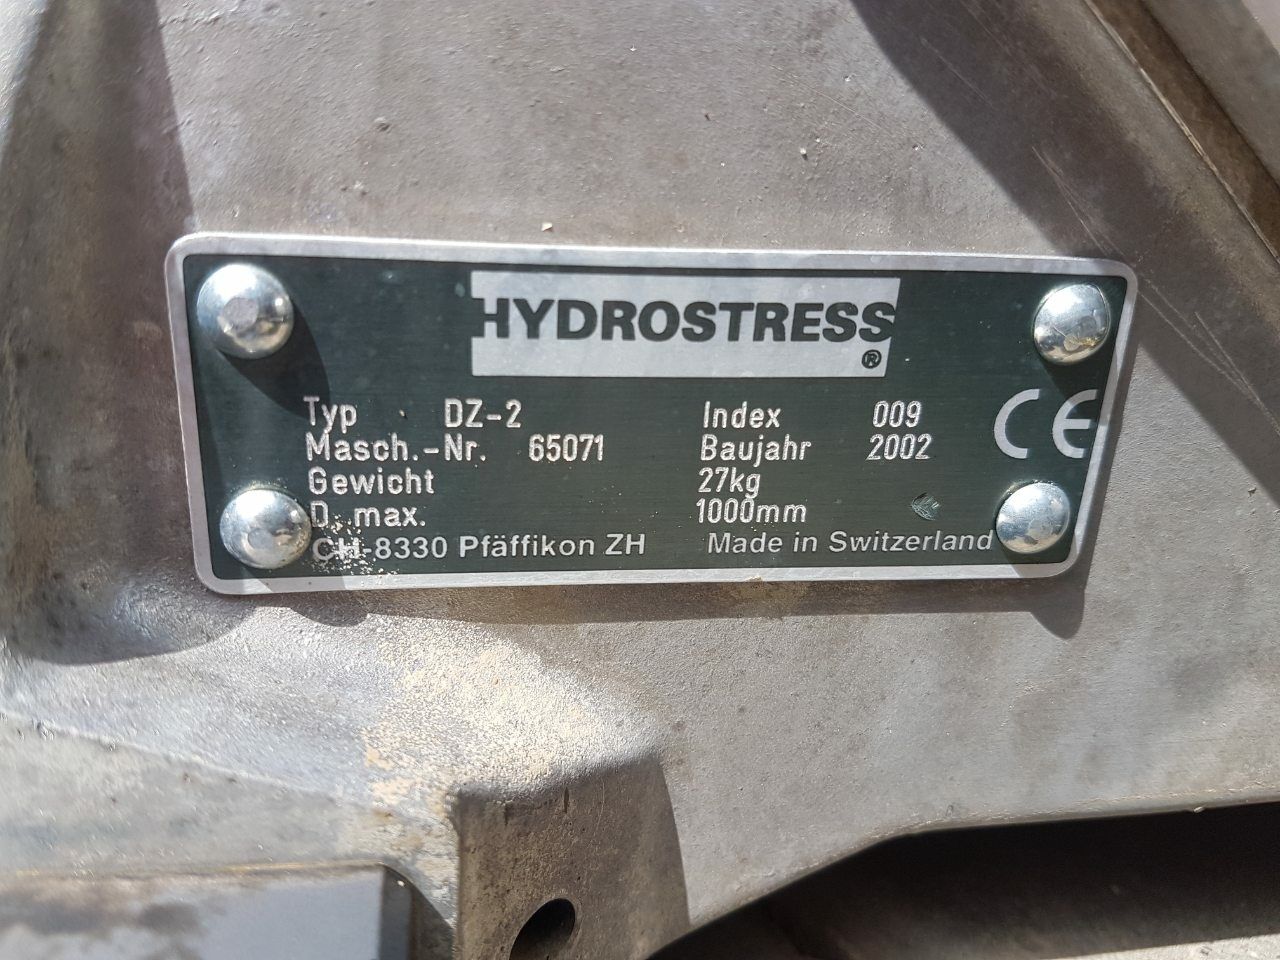 HYDROSTRESS
®
Typ DZ-2 Index 009
Masch.-Nr. 65071 Baujahr 2002
Gewicht 27kg
D. max. 1000mm
CH-8330 Pfäffikon ZH Made in Switzerland
CE